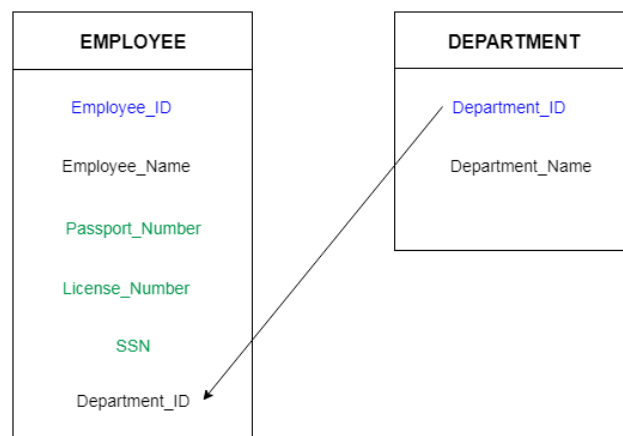 EMPLOYEE
Employee_ID
Employee_Name
Passport_Number
License_Number
SSN
Department_ID
DEPARTMENT
Department_ID
Department_Name